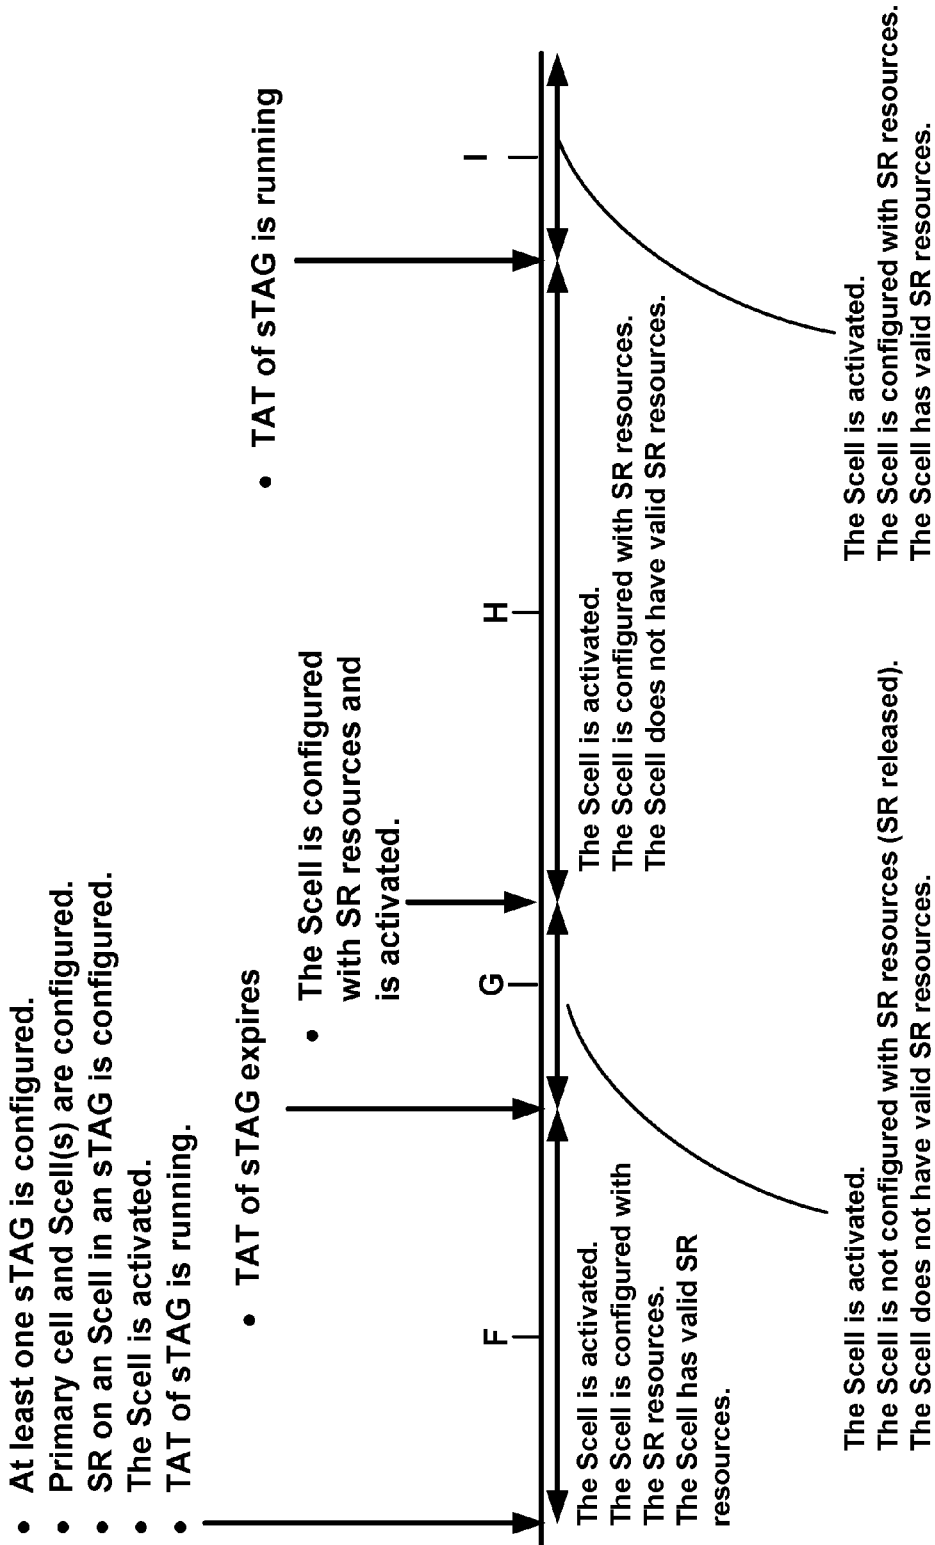 • At least one sTAG is configured.
• Primary cell and Scell(s) are configured.
• SR on an Scell in an sTAG is configured.
• The Scell is activated.
• TAT of sTAG is running.
• TAT of sTAG expires
• The Scell is configured
with SR resources and
is activated.
• TAT of sTAG is running
F
G
H
I
The Scell is activated.
The Scell is configured with
the SR resources.
The Scell has valid SR
resources.
The Scell is activated.
The Scell is configured with SR resources.
The Scell does not have valid SR resources.
The Scell is activated.
The Scell is not configured with SR resources (SR released).
The Scell does not have valid SR resources.
The Scell is activated.
The Scell is configured with SR resources.
The Scell has valid SR resources.